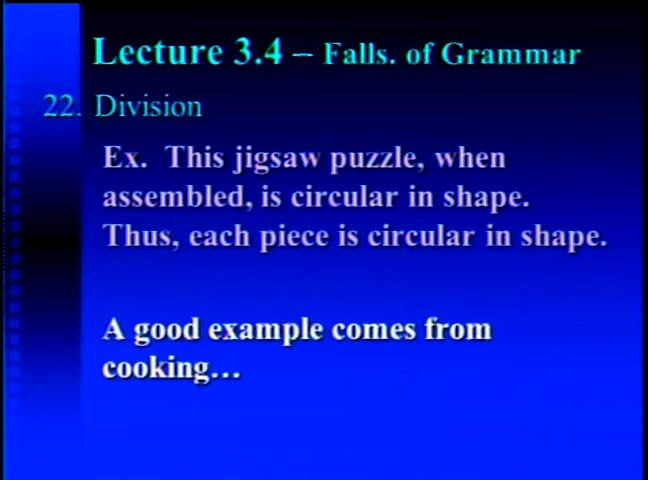 Lecture 3.4 – Falls. of Grammar
22. Division
Ex. This jigsaw puzzle, when
assembled, is circular in shape.
Thus, each piece is circular in shape.
A good example comes from
cooking…